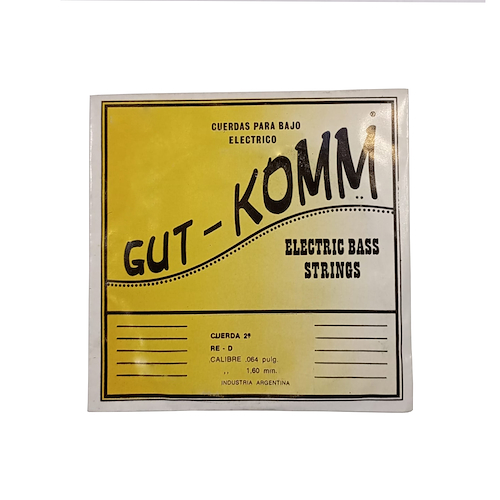 ®
CUERDAS PARA BAJO
ELECTRICO
GUT-KOMM
ELECTRIC BASS
STRINGS
CUERDA 2ª
RE - D
CALIBRE .064 pulg.
,, 1,60 min.
INDUSTRIA ARGENTINA